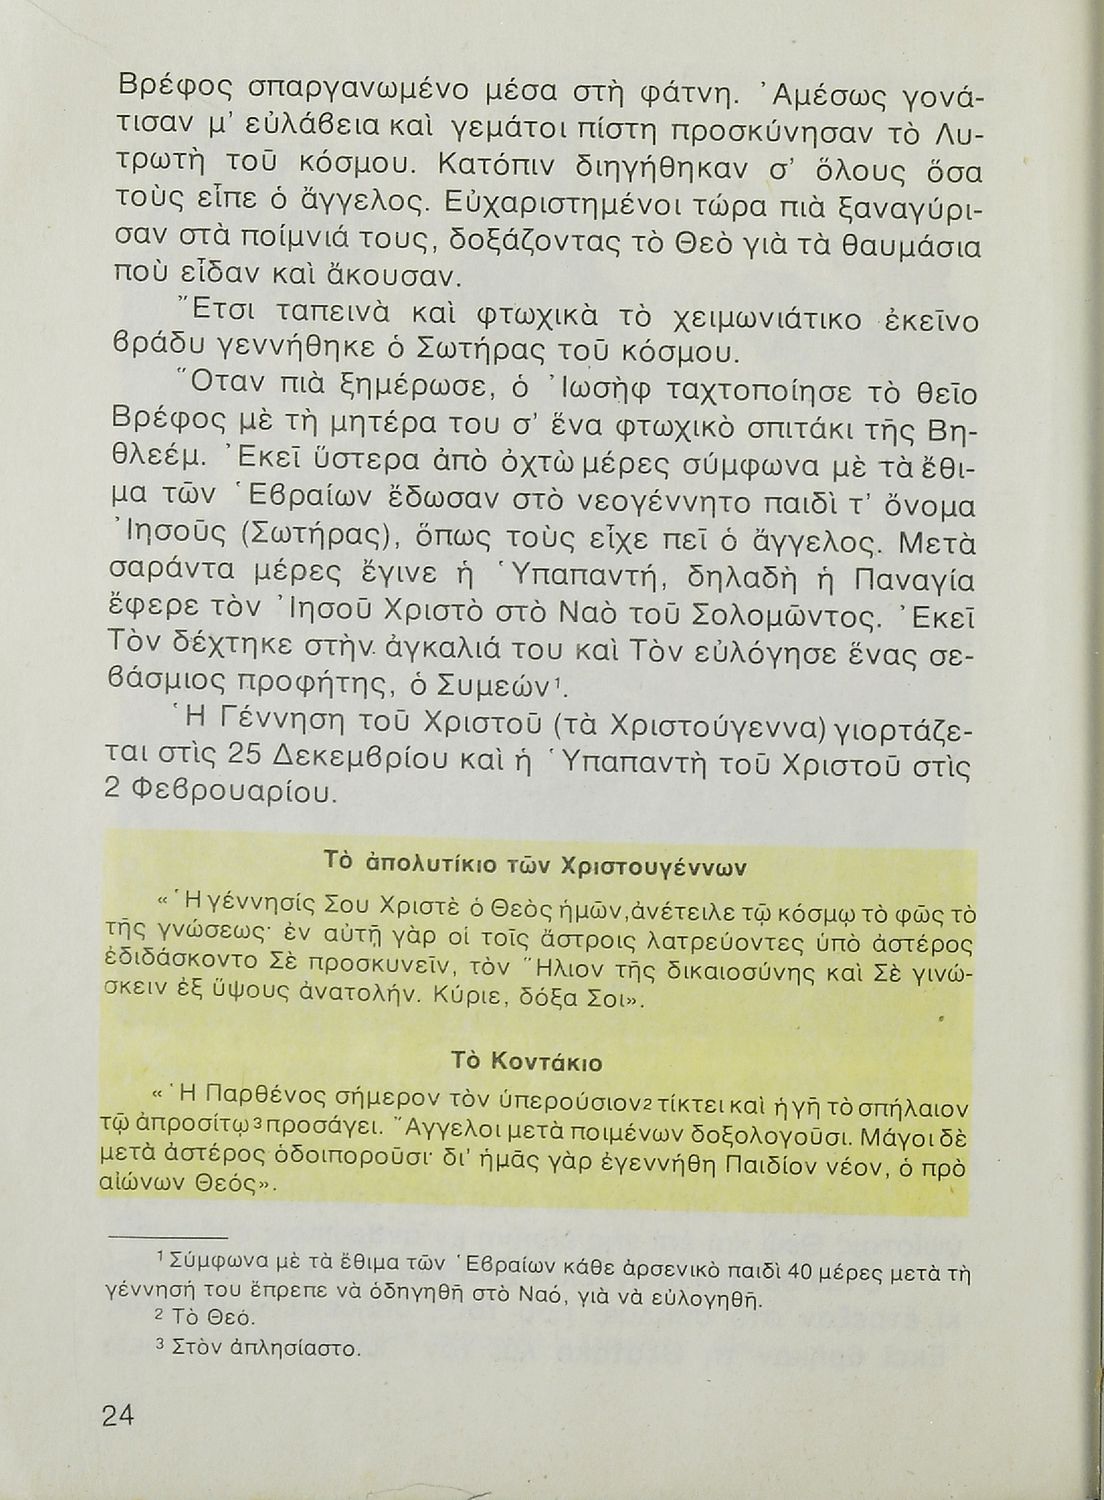 Βρέφος σπαργανωμένο μέσα στὴ φάτνη. Ἀμέσως γονά-
τισαν μ' εὐλάβεια καὶ γεμάτοι πίστη προσκύνησαν τὸ Λυ-
τρωτὴ τοῦ κόσμου. Κατόπιν διηγήθηκαν σ' ὅλους ὅσα
τοὺς εἶπε ὁ ἄγγελος. Εὐχαριστημένοι τώρα πιὰ ξαναγύρι-
σαν στὰ ποίμνιά τους, δοξάζοντας τὸ Θεὸ γιὰ τὰ θαυμάσια
ποὺ εἶδαν καὶ ἄκουσαν.
Ἔτσι ταπεινὰ καὶ φτωχικὰ τὸ χειμωνιάτικο ἐκεῖνο
βράδυ γεννήθηκε ὁ Σωτήρας τοῦ κόσμου.
Ὅταν πιὰ ξημέρωσε, ὁ Ἰωσὴφ ταχτοποίησε τὸ θεῖο
Βρέφος μὲ τὴ μητέρα του σ' ἕνα φτωχικὸ σπιτάκι τῆς Βη-
θλεέμ. Ἐκεῖ ὕστερα ἀπὸ ὀχτὼ μέρες σύμφωνα μὲ τὰ ἔθι-
μα τῶν Ἑβραίων ἔδωσαν στὸ νεογέννητο παιδὶ τ' ὄνομα
Ἰησοῦς (Σωτήρας), ὅπως τοὺς εἶχε πεῖ ὁ ἄγγελος. Μετὰ
σαράντα μέρες ἔγινε ἡ Ὑπαπαντή, δηλαδὴ ἡ Παναγία
ἔφερε τὸν Ἰησοῦ Χριστὸ στὸ Ναὸ τοῦ Σολομῶντος. Ἐκεῖ
Τὸν δέχτηκε στὴν ἀγκαλιά του καὶ Τὸν εὐλόγησε ἕνας σε-
βάσμιος προφήτης, ὁ Συμεών¹.
Ἡ Γέννηση τοῦ Χριστοῦ (τὰ Χριστούγεννα) γιορτάζε-
ται στὶς 25 Δεκεμβρίου καὶ ἡ Ὑπαπαντὴ τοῦ Χριστοῦ στὶς
2 Φεβρουαρίου.
Τὸ ἀπολυτίκιο τῶν Χριστουγέννων
«Ἡ γέννησίς Σου Χριστὲ ὁ Θεὸς ἡμῶν, ἀνέτειλε τῷ κόσμῳ τὸ φῶς τὸ
τῆς γνώσεως· ἐν αὐτῇ γὰρ οἱ τοῖς ἄστροις λατρεύοντες ὑπὸ ἀστέρος
ἐδιδάσκοντο Σὲ προσκυνεῖν, τὸν Ἥλιον τῆς δικαιοσύνης καὶ Σὲ γινώ-
σκειν ἐξ ὕψους ἀνατολήν. Κύριε, δόξα Σοι».
Τὸ Κοντάκιο
«Ἡ Παρθένος σήμερον τὸν ὑπερούσιον² τίκτει καὶ ἡ γῆ τὸ σπήλαιον
τῷ ἀπροσίτῳ³ προσάγει. Ἄγγελοι μετὰ ποιμένων δοξολογοῦσι. Μάγοι δὲ
μετὰ ἀστέρος ὁδοιποροῦσι· δι' ἡμᾶς γὰρ ἐγεννήθη Παιδίον νέον, ὁ πρὸ
αἰώνων Θεός».
¹ Σύμφωνα μὲ τὰ ἔθιμα τῶν Ἑβραίων κάθε ἀρσενικὸ παιδὶ 40 μέρες μετὰ τὴ
γέννησή του ἔπρεπε νὰ ὁδηγηθῆ στὸ Ναό, γιὰ νὰ εὐλογηθῆ.
² Τὸ Θεό.
³ Στὸν ἀπλησίαστο.
24